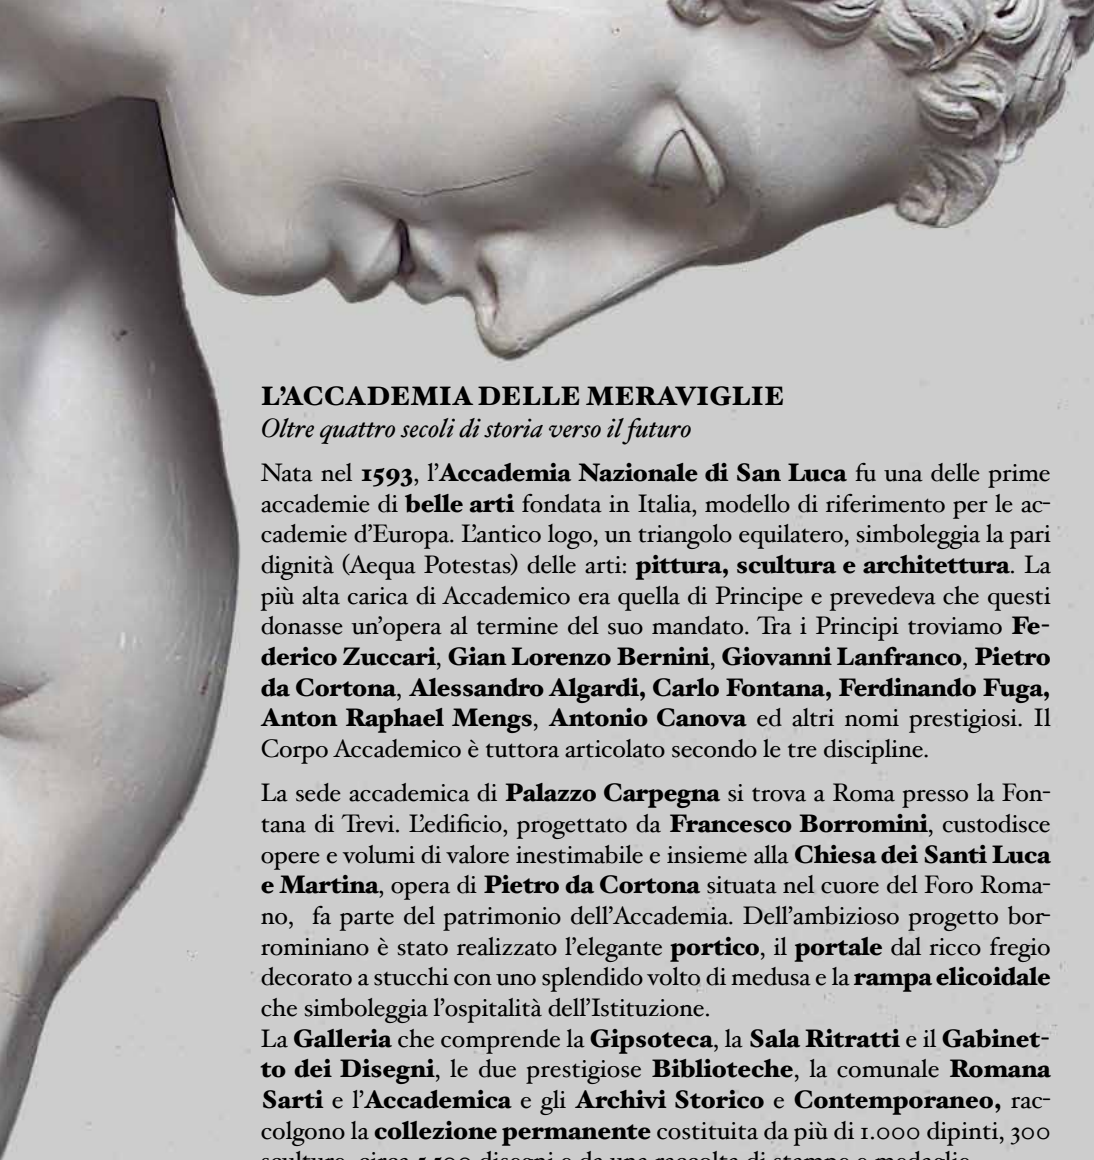 L'ACCADEMIA DELLE MERAVIGLIE
Oltre quattro secoli di storia verso il futuro
Nata nel 1593, l'Accademia Nazionale di San Luca fu una delle prime
accademie di belle arti fondata in Italia, modello di riferimento per le ac-
cademie d'Europa. L'antico logo, un triangolo equilatero, simboleggia la pari
dignità (Aequa Potestas) delle arti: pittura, scultura e architettura. La
più alta carica di Accademico era quella di Principe e prevedeva che questi
donasse un'opera al termine del suo mandato. Tra i Principi troviamo Fe-
derico Zuccari, Gian Lorenzo Bernini, Giovanni Lanfranco, Pietro
da Cortona, Alessandro Algardi, Carlo Fontana, Ferdinando Fuga,
Anton Raphael Mengs, Antonio Canova ed altri nomi prestigiosi. Il
Corpo Accademico è tuttora articolato secondo le tre discipline.
La sede accademica di Palazzo Carpegna si trova a Roma presso la Fon-
tana di Trevi. L'edificio, progettato da Francesco Borromini, custodisce
opere e volumi di valore inestimabile e insieme alla Chiesa dei Santi Luca
e Martina, opera di Pietro da Cortona situata nel cuore del Foro Roma-
no, fa parte del patrimonio dell'Accademia. Dell'ambizioso progetto bor-
rominiano è stato realizzato l'elegante portico, il portale dal ricco fregio
decorato a stucchi con uno splendido volto di medusa e la rampa elicoidale
che simboleggia l'ospitalità dell'Istituzione.
La Galleria che comprende la Gipsoteca, la Sala Ritratti e il Gabinet-
to dei Disegni, le due prestigiose Biblioteche, la comunale Romana
Sarti e l'Accademica e gli Archivi Storico e Contemporaneo, rac-
colgono la collezione permanente costituita da più di 1.000 dipinti, 300